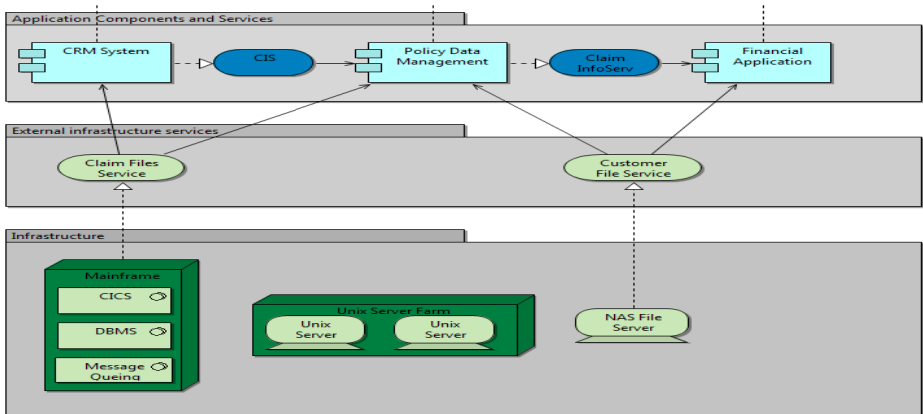 Application Components and Services
CRM System
CIS
Policy Data
Management
Claim
InfoServ
Financial
Application
External infrastructure services
Claim Files
Service
Customer
File Service
Infrastructure
Mainframe
CICS
DBMS
Message
Queing
Unix Server Farm
Unix
Server
Unix
Server
NAS File
Server